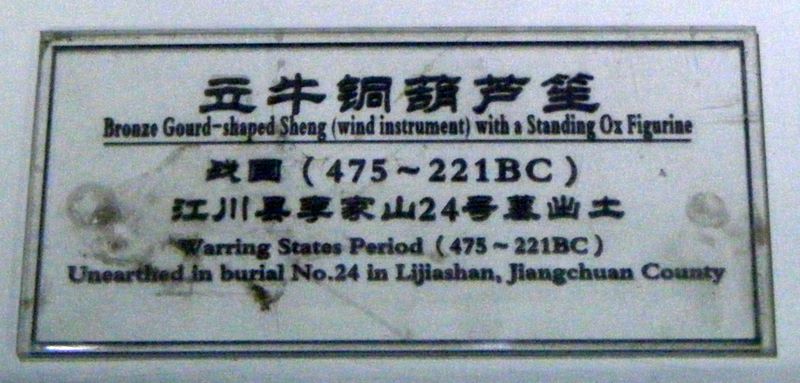 立牛铜葫芦笙
Bronze Gourd-shaped Sheng (wind instrument) with a Standing Ox Figurine
战国（475～221BC）
江川县李家山24号墓出土
Warring States Period（475～221BC）
Unearthed in burial No.24 in Lijiashan, Jiangchuan County